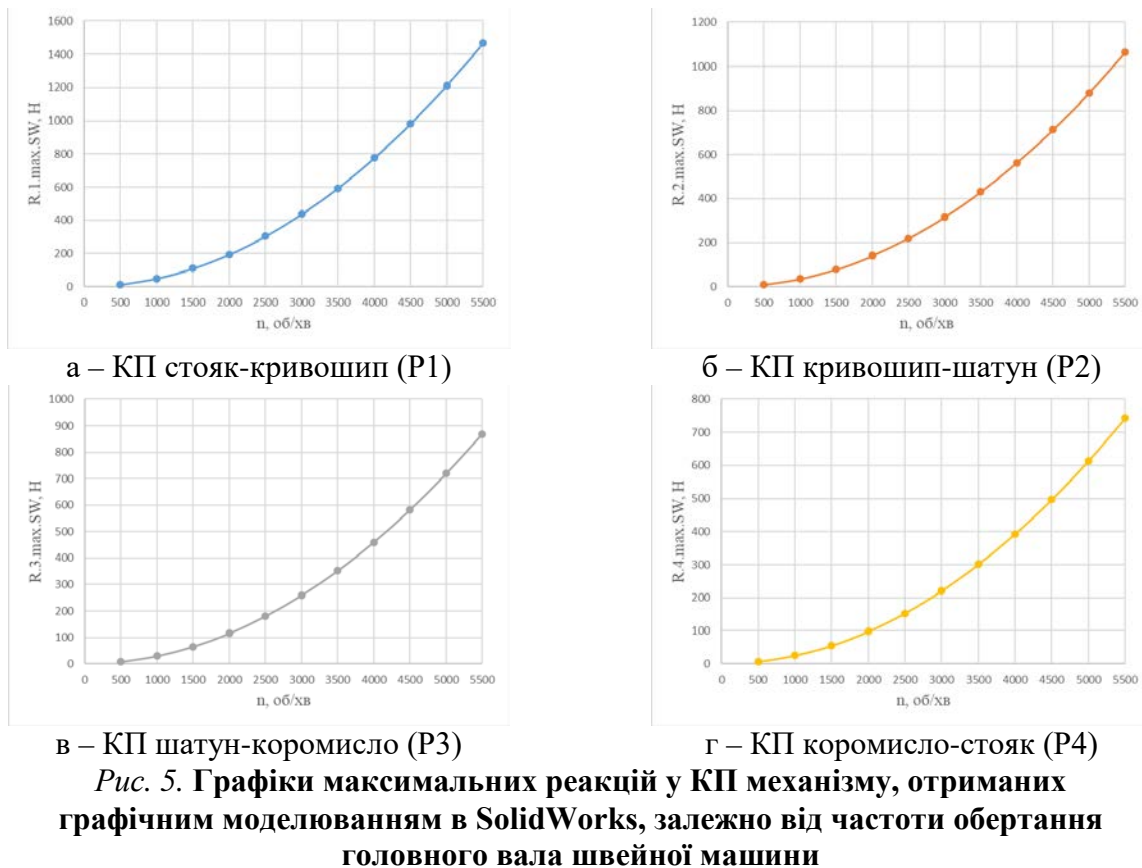 1600
1400
1200
1000
800
600
400
200
0
R.1.max.SW, Н
0 500 1000 1500 2000 2500 3000 3500 4000 4500 5000 5500
n, об/хв
а – КП стояк-кривошип (Р1)
1200
1000
800
600
400
200
0
R.2.max.SW, Н
0 500 1000 1500 2000 2500 3000 3500 4000 4500 5000 5500
n, об/хв
б – КП кривошип-шатун (Р2)
1000
900
800
700
600
500
400
300
200
100
0
R.3.max.SW, Н
0 500 1000 1500 2000 2500 3000 3500 4000 4500 5000 5500
n, об/хв
в – КП шатун-коромисло (Р3)
800
700
600
500
400
300
200
100
0
R.4.max.SW, Н
0 500 1000 1500 2000 2500 3000 3500 4000 4500 5000 5500
n, об/хв
г – КП коромисло-стояк (Р4)
Рис. 5. Графіки максимальних реакцій у КП механізму, отриманих
графічним моделюванням в SolidWorks, залежно від частоти обертання
головного вала швейної машини